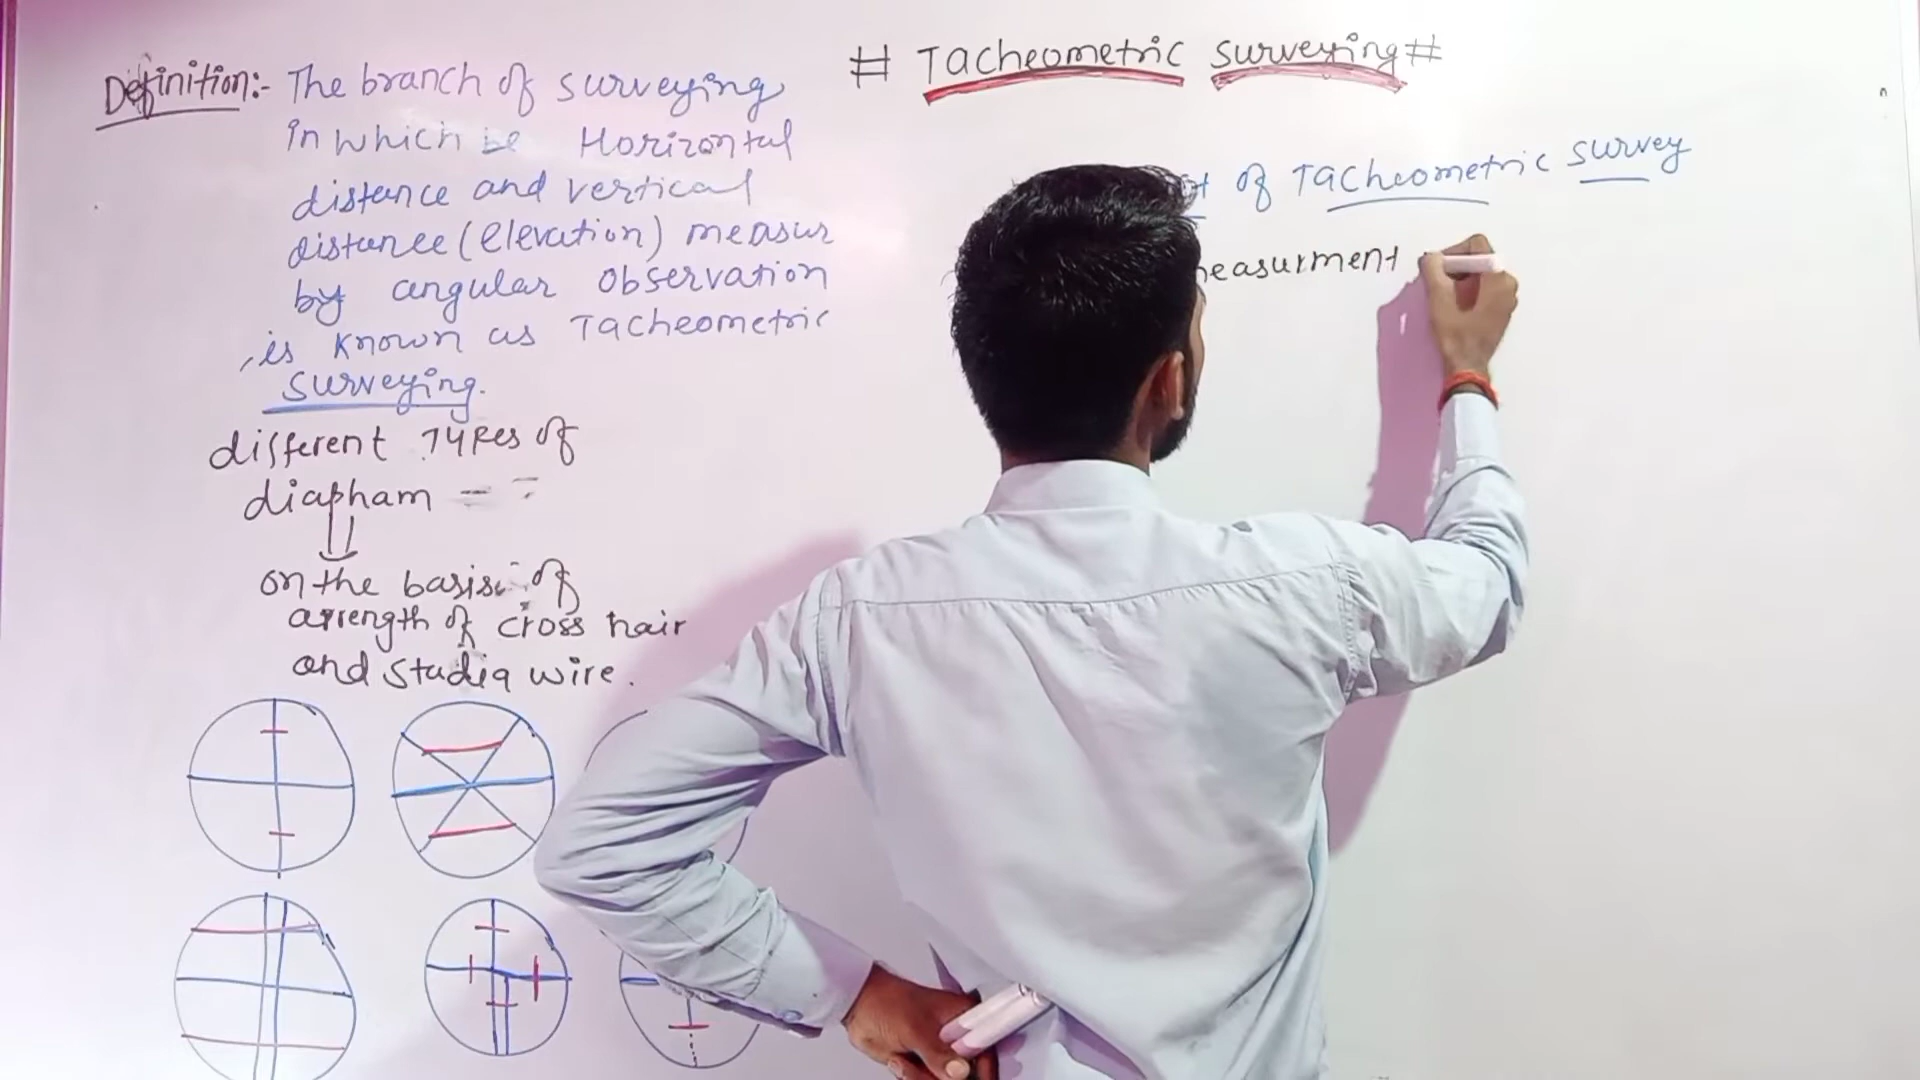 # Tacheometric surveying #
Definition:- The branch of surveying
in which be Horizontal
distance and vertical
distance (elevation) measur
by angular observation
is known as Tacheometric
surveying.
different Types of
diapham =
on the basis of
arrength of cross hair
and stadia wire.
of Tacheometric survey
measurment